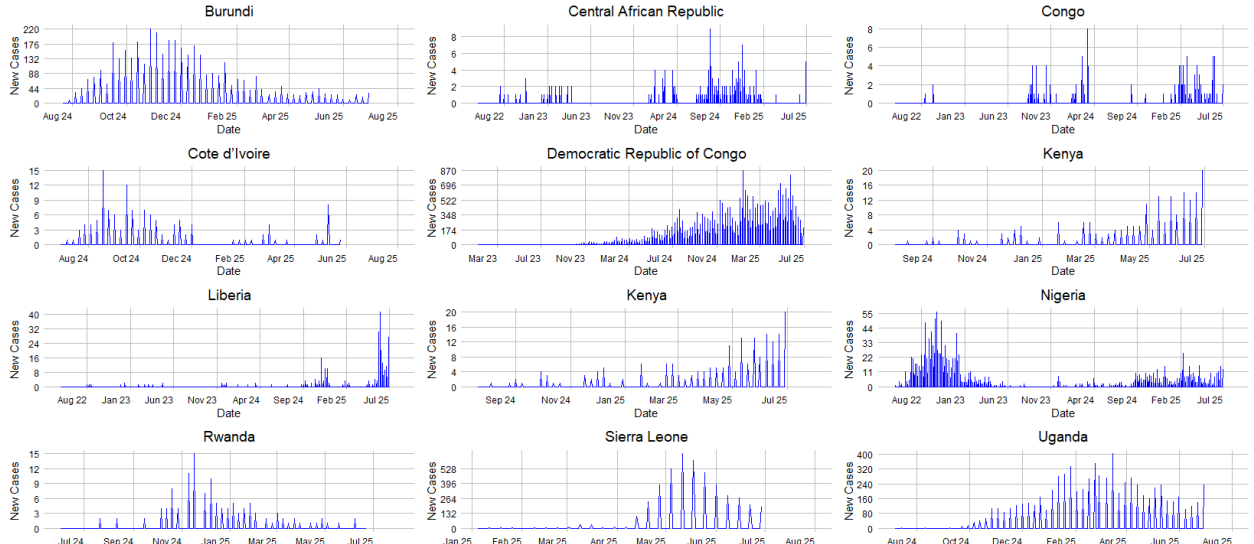 Burundi
New Cases
220
176
132
88
44
0
Aug 24 Oct 24 Dec 24 Feb 25 Apr 25 Jun 25 Aug 25
Date
Central African Republic
New Cases
8
6
4
2
0
Aug 22 Jan 23 Jun 23 Nov 23 Apr 24 Sep 24 Feb 25 Jul 25
Date
Congo
New Cases
8
6
4
2
0
Aug 22 Jan 23 Jun 23 Nov 23 Apr 24 Sep 24 Feb 25 Jul 25
Date
Cote d'Ivoire
New Cases
15
12
9
6
3
0
Aug 24 Oct 24 Dec 24 Feb 25 Apr 25 Jun 25 Aug 25
Date
Democratic Republic of Congo
New Cases
870
696
522
348
174
0
Mar 23 Jul 23 Nov 23 Mar 24 Jul 24 Nov 24 Mar 25 Jul 25
Date
Kenya
New Cases
20
16
12
8
4
0
Sep 24 Nov 24 Jan 25 Mar 25 May 25 Jul 25
Date
Liberia
New Cases
40
32
24
16
8
0
Aug 22 Jan 23 Jun 23 Nov 23 Apr 24 Sep 24 Feb 25 Jul 25
Date
Kenya
New Cases
20
16
12
8
4
0
Sep 24 Nov 24 Jan 25 Mar 25 May 25 Jul 25
Date
Nigeria
New Cases
55
44
33
22
11
0
Aug 22 Jan 23 Jun 23 Nov 23 Apr 24 Sep 24 Feb 25 Jul 25
Date
Rwanda
New Cases
15
12
9
6
3
0
Jul 24 Sep 24 Nov 24 Jan 25 Mar 25 May 25 Jul 25
Sierra Leone
New Cases
528
396
264
132
0
Jan 25 Feb 25 Mar 25 Apr 25 May 25 Jun 25 Jul 25 Aug 25
Uganda
New Cases
400
320
240
160
80
0
Aug 24 Oct 24 Dec 24 Feb 25 Apr 25 Jun 25 Aug 25